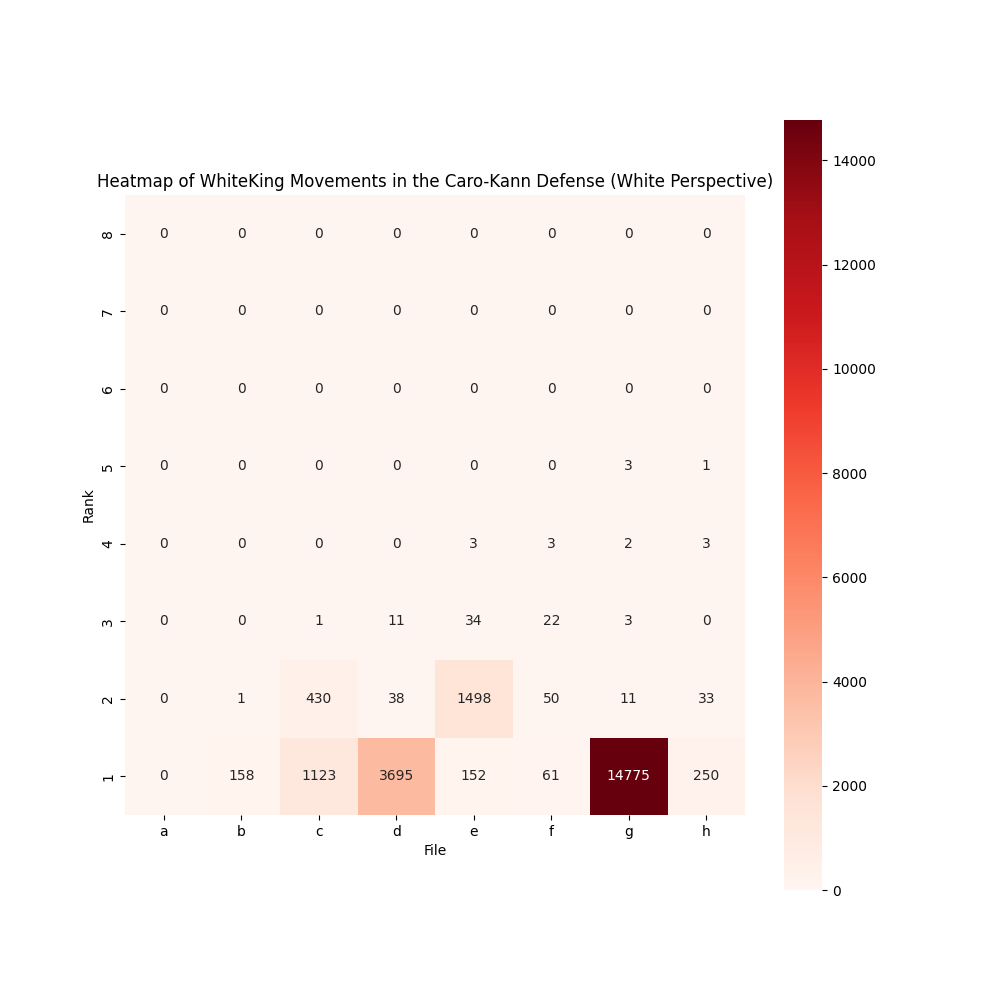 Heatmap of WhiteKing Movements in the Caro-Kann Defense (White Perspective)
8 0 0 0 0 0 0 0 0
7 0 0 0 0 0 0 0 0
6 0 0 0 0 0 0 0 0
5 0 0 0 0 0 0 3 1
4 0 0 0 0 3 3 2 3
3 0 0 1 11 34 22 3 0
2 0 1 430 38 1498 50 11 33
1 0 158 1123 3695 152 61 14775 250
a b c d e f g h
File
Rank
14000
12000
10000
8000
6000
4000
2000
0